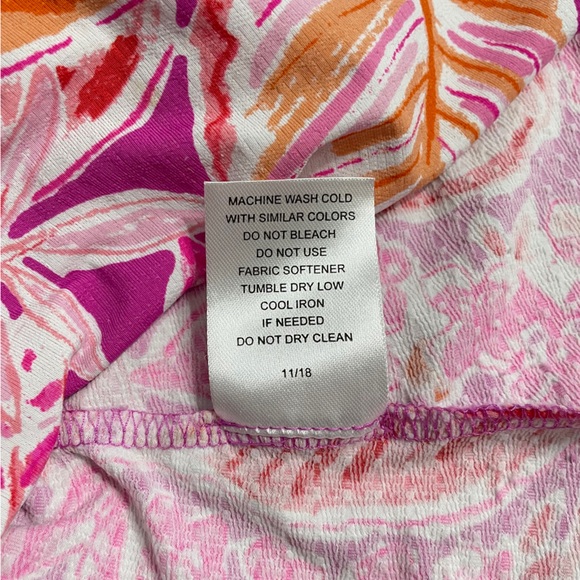 MACHINE WASH COLD
WITH SIMILAR COLORS
DO NOT BLEACH
DO NOT USE
FABRIC SOFTENER
TUMBLE DRY LOW
COOL IRON
IF NEEDED
DO NOT DRY CLEAN
11/18